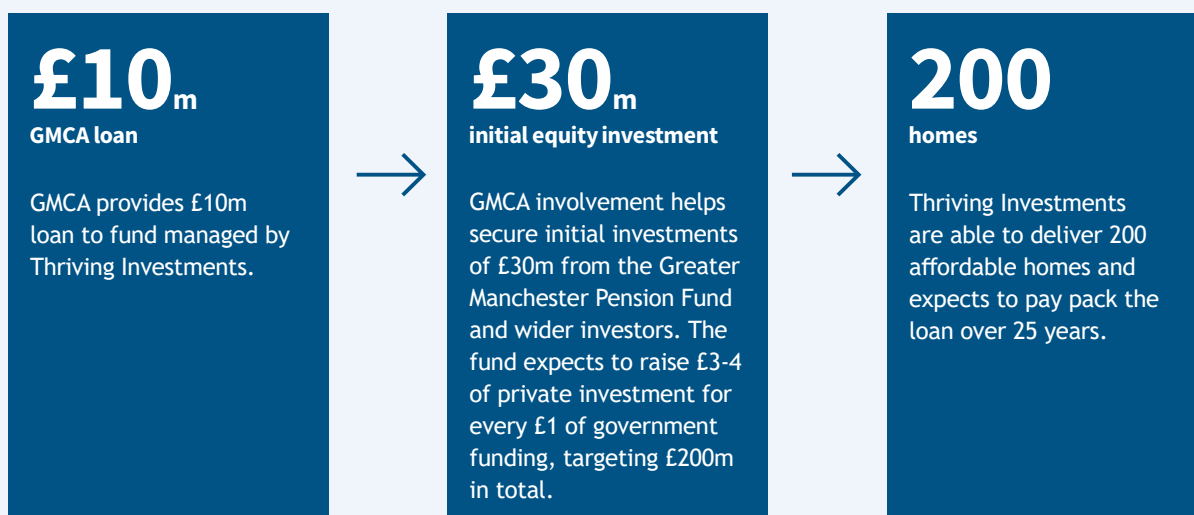 £10m
GMCA loan
GMCA provides £10m
loan to fund managed by
Thriving Investments.
£30m
initial equity investment
GMCA involvement helps
secure initial investments
of £30m from the Greater
Manchester Pension Fund
and wider investors. The
fund expects to raise £3-4
of private investment for
every £1 of government
funding, targeting £200m
in total.
200
homes
Thriving Investments
are able to deliver 200
affordable homes and
expects to pay pack the
loan over 25 years.